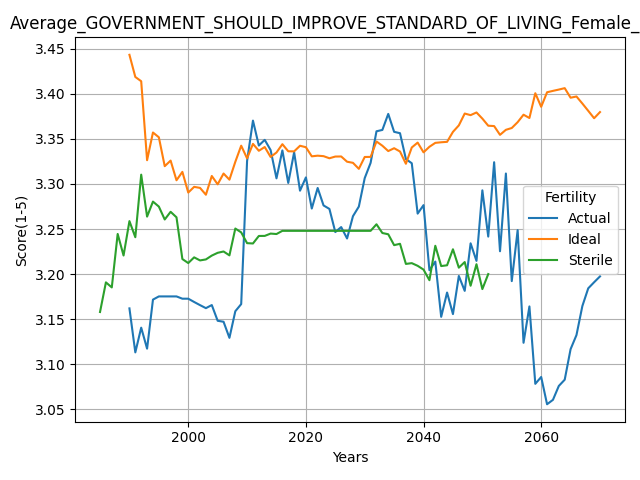 Average_GOVERNMENT_SHOULD_IMPROVE_STANDARD_OF_LIVING_Female_
3.45
3.40
3.35
3.30
3.25
3.20
3.15
3.10
3.05
Score(1-5)
Fertility
Actual
Ideal
Sterile
2000
2020
2040
2060
Years